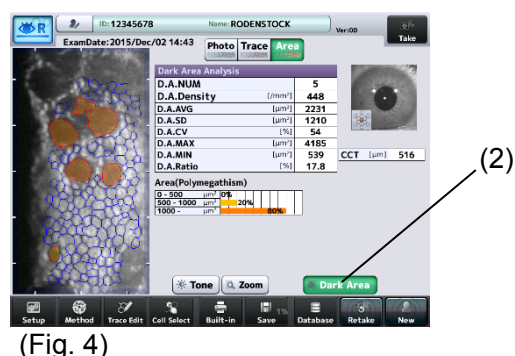 R ID: 12345678 Name: RODENSTOCK Ver:00 Take
ExamDate:2015/Dec/02 14:43 Photo Trace Area
Dark Area Analysis
D.A.NUM 5
D.A.Density [/mm²] 448
D.A.AVG [µm²] 2231
D.A.SD [µm²] 1210
D.A.CV [%] 54
D.A.MAX [µm²] 4185
D.A.MIN [µm²] 539 CCT [µm] 516
D.A.Ratio [%] 17.8
(2)
Area(Polymegathism)
0 - 500 µm² 0%
500 - 1000 µm² 20%
1000 - µm² 80%
Tone Zoom Dark Area
1%
Setup Method Trace Edit Cell Select Built-in Save Database Retake New
(Fig. 4)